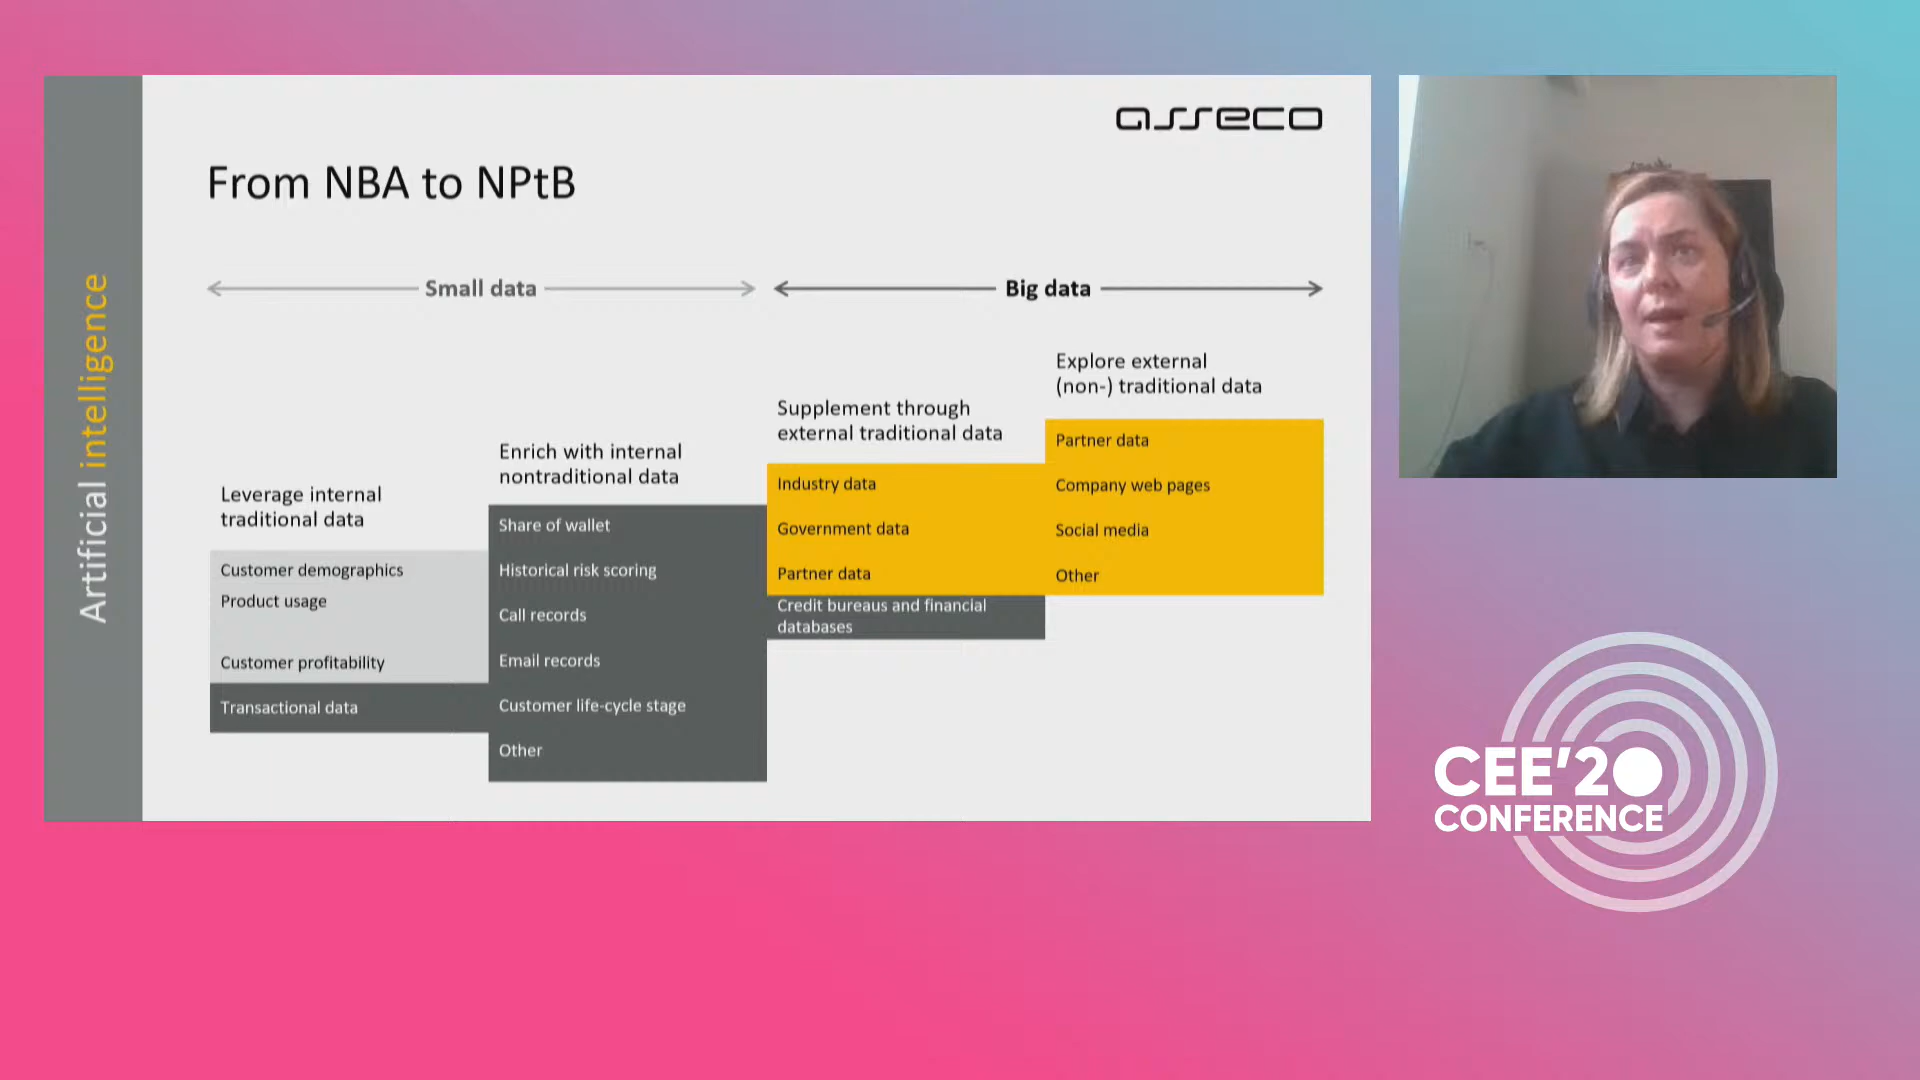 asseco
From NBA to NPtB
Artificial intelligence
Small data
Big data
Leverage internal
traditional data
Customer demographics
Product usage
Customer profitability
Transactional data
Enrich with internal
nontraditional data
Share of wallet
Historical risk scoring
Call records
Email records
Customer life-cycle stage
Other
Supplement through
external traditional data
Industry data
Government data
Partner data
Credit bureaus and financial
databases
Explore external
(non-) traditional data
Partner data
Company web pages
Social media
Other
CEE'20
CONFERENCE